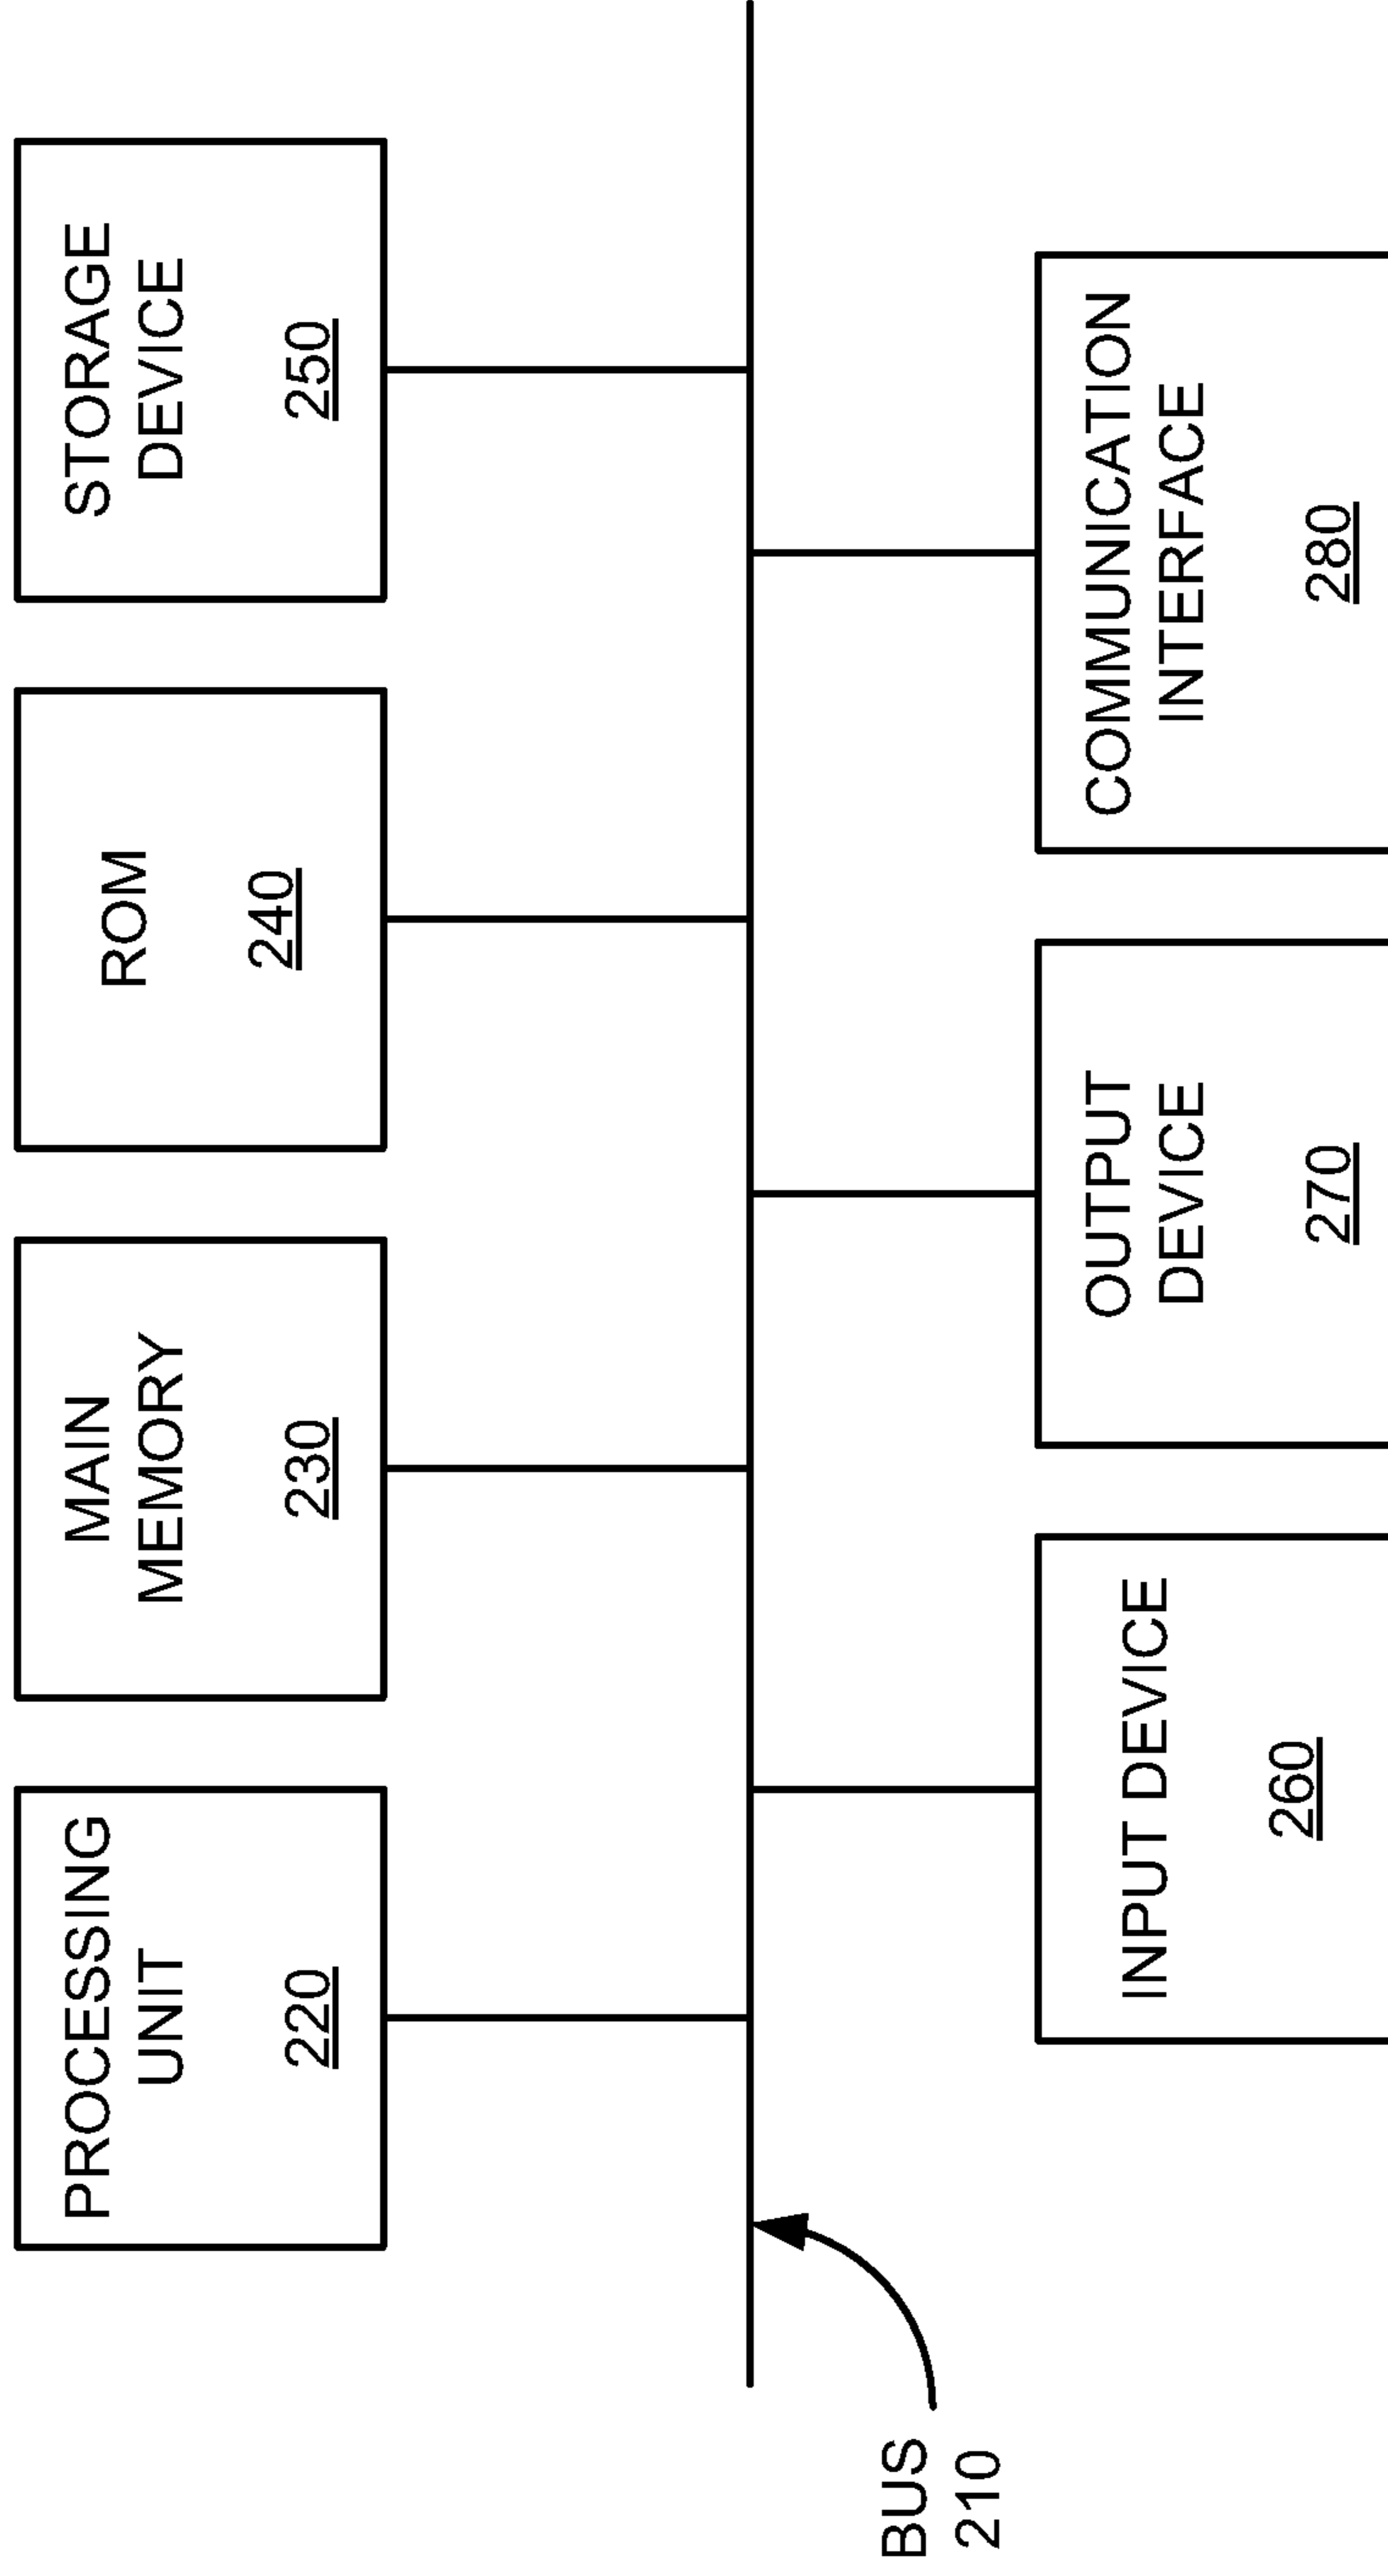 PROCESSING
UNIT
220
MAIN
MEMORY
230
ROM
240
STORAGE
DEVICE
250
BUS
210
INPUT DEVICE
260
OUTPUT
DEVICE
270
COMMUNICATION
INTERFACE
280